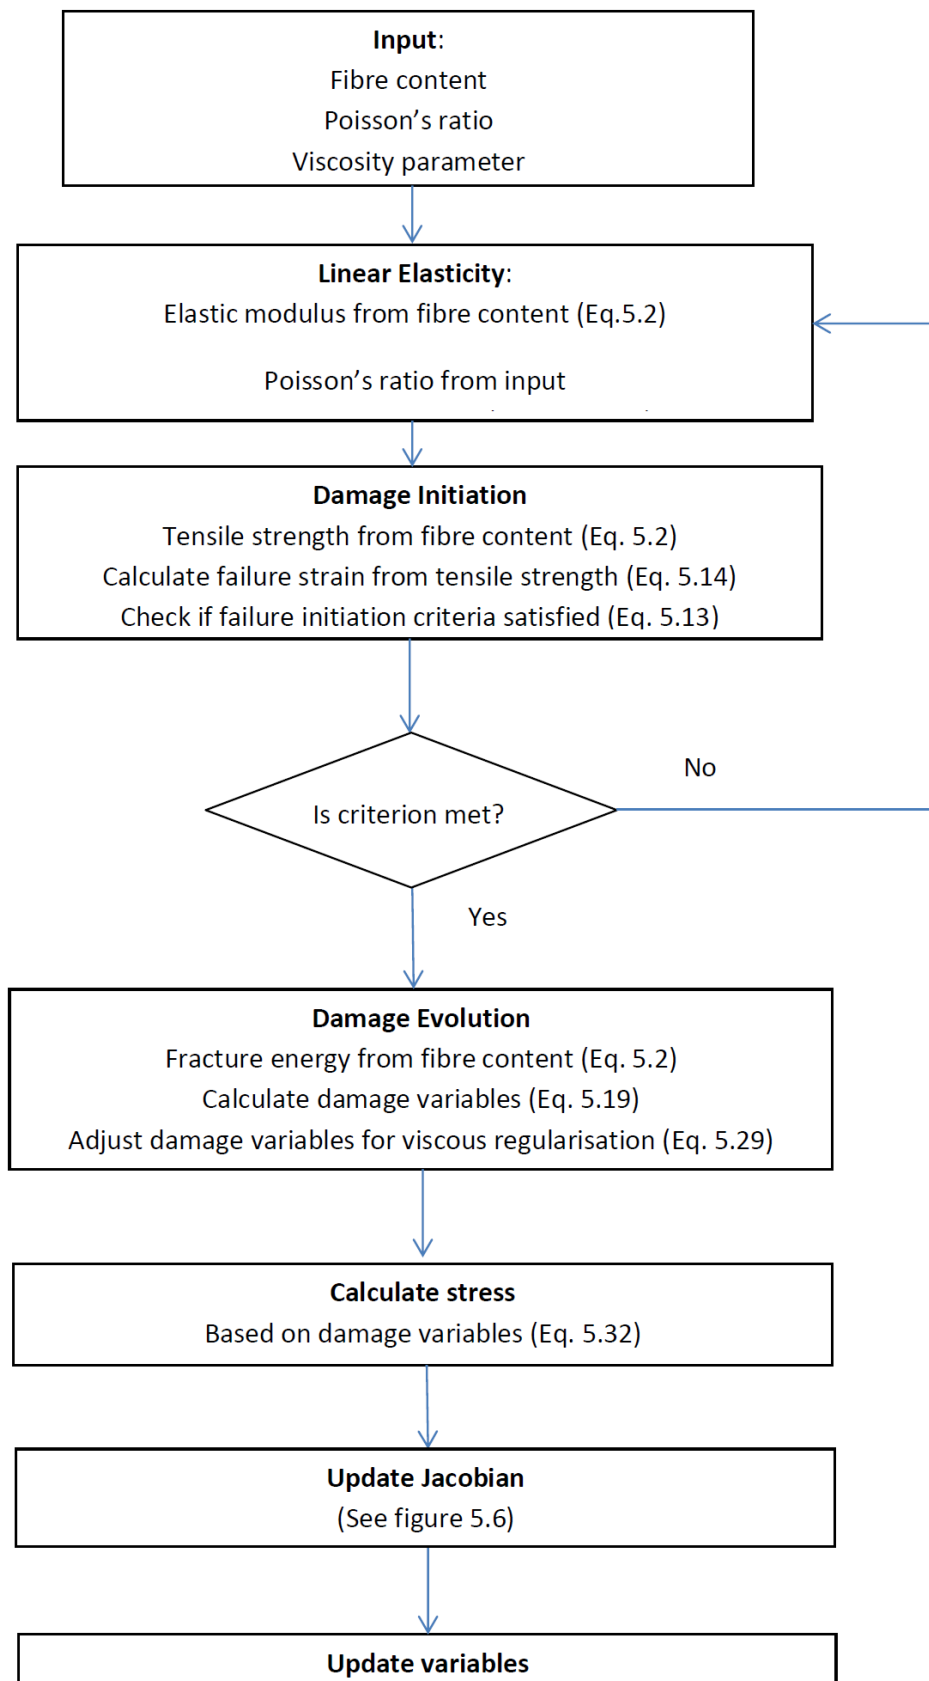 Input:
Fibre content
Poisson's ratio
Viscosity parameter
Linear Elasticity:
Elastic modulus from fibre content (Eq.5.2)
Poisson's ratio from input
Damage Initiation
Tensile strength from fibre content (Eq. 5.2)
Calculate failure strain from tensile strength (Eq. 5.14)
Check if failure initiation criteria satisfied (Eq. 5.13)
No
Is criterion met?
Yes
Damage Evolution
Fracture energy from fibre content (Eq. 5.2)
Calculate damage variables (Eq. 5.19)
Adjust damage variables for viscous regularisation (Eq. 5.29)
Calculate stress
Based on damage variables (Eq. 5.32)
Update Jacobian
(See figure 5.6)
Update variables